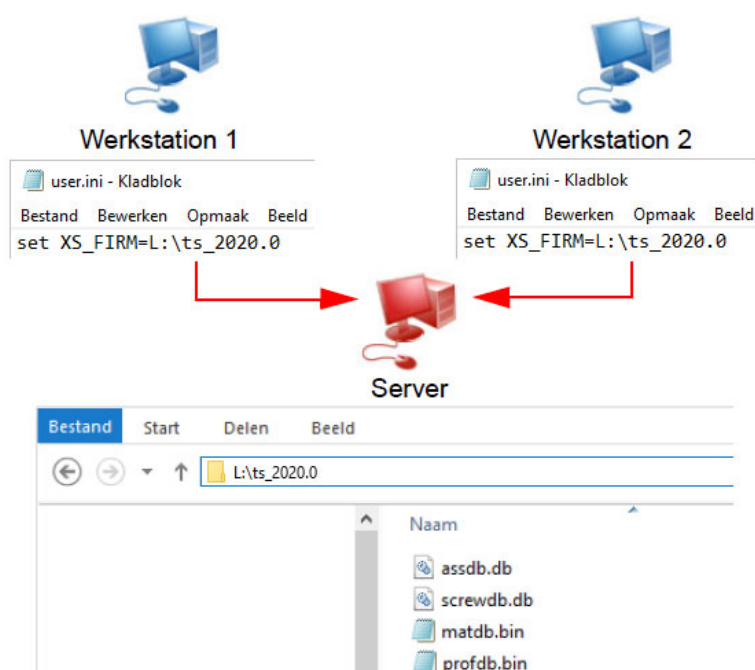 Werkstation 1
user.ini - Kladblok
Bestand Bewerken Opmaak Beeld
set XS_FIRM=L:\ts_2020.0
Werkstation 2
user.ini - Kladblok
Bestand Bewerken Opmaak Beeld
set XS_FIRM=L:\ts_2020.0
Server
Bestand Start Delen Beeld
L:\ts_2020.0
Naam
assdb.db
screwdb.db
matdb.bin
profdb.bin